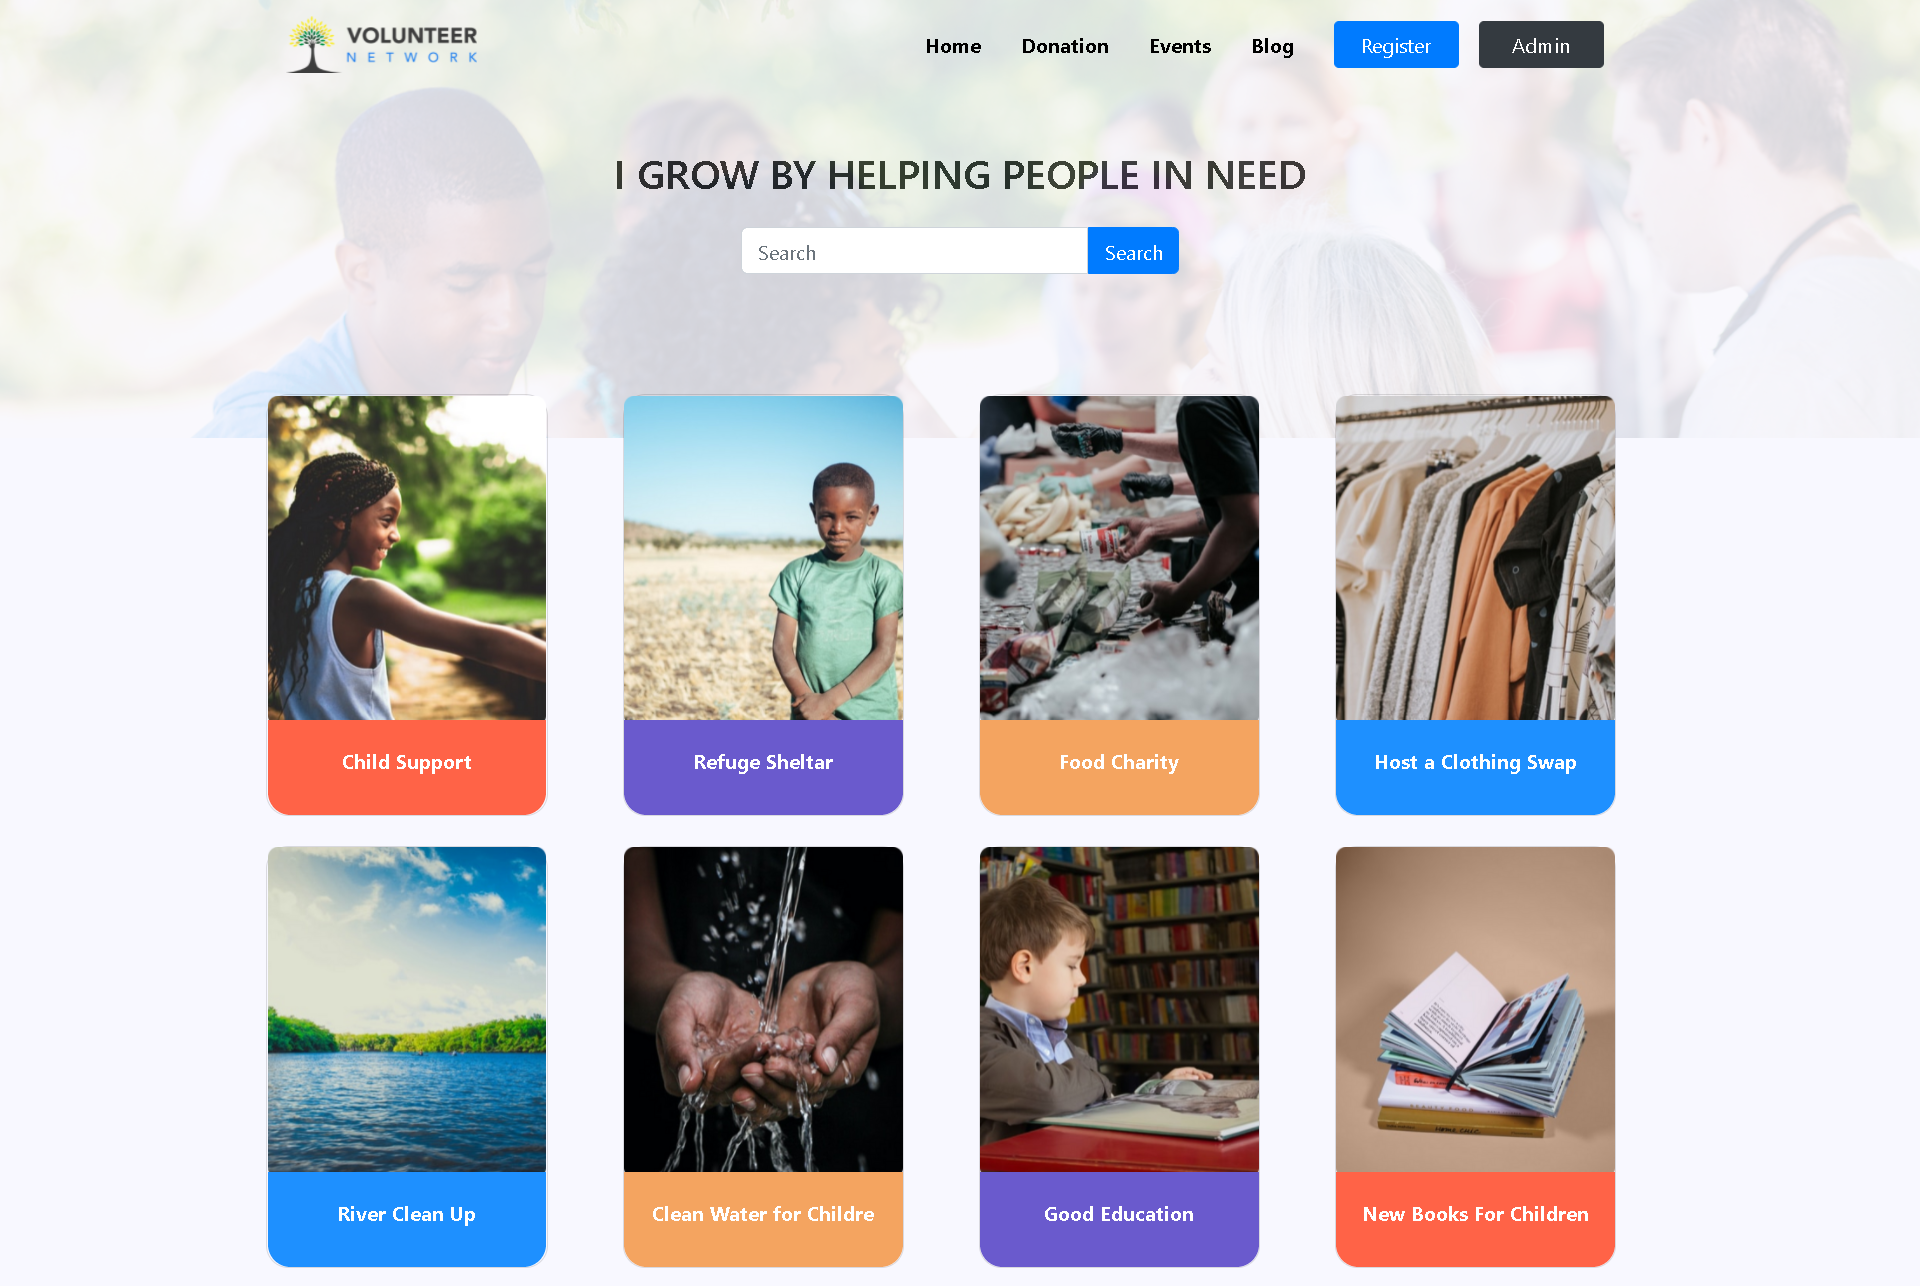 VOLUNTEER
NETWORK
Home
Donation
Events
Blog
Register
Admin
I GROW BY HELPING PEOPLE IN NEED
Search
Search
Child Support
Refuge Sheltar
Food Charity
Host a Clothing Swap
River Clean Up
Clean Water for Childre
Good Education
New Books For Children